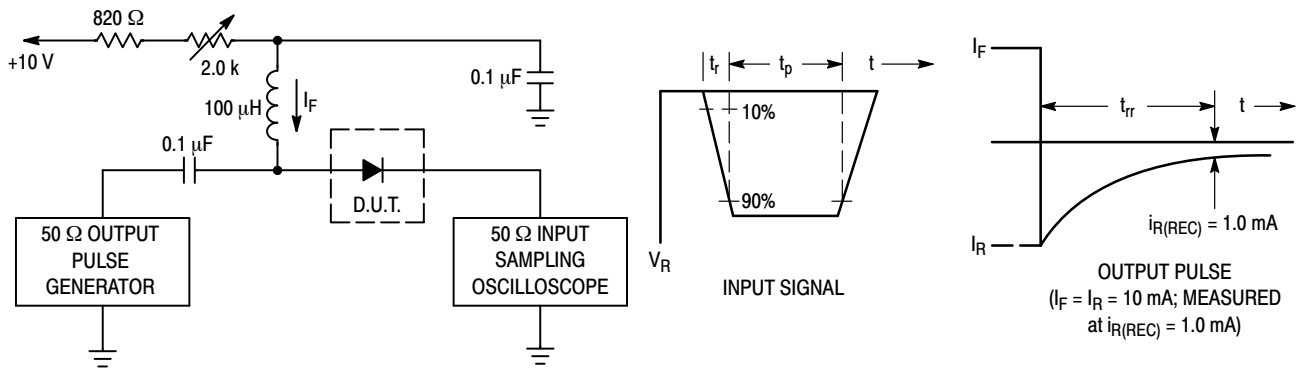 820 Ω
+10 V
2.0 k
100 μH
I_F
0.1 μF
0.1 μF
D.U.T.
50 Ω OUTPUT
PULSE
GENERATOR
50 Ω INPUT
SAMPLING
OSCILLOSCOPE
t_r
t_p
t
10%
90%
V_R
INPUT SIGNAL
I_F
t_rr
t
I_R
i_R(REC) = 1.0 mA
OUTPUT PULSE
(I_F = I_R = 10 mA; MEASURED
at i_R(REC) = 1.0 mA)